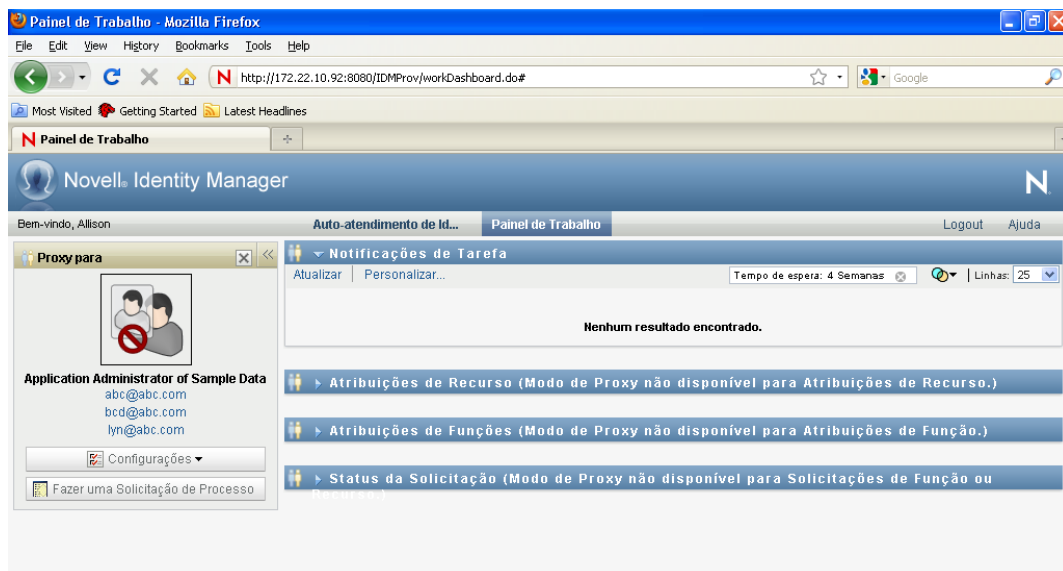 Painel de Trabalho - Mozilla Firefox
File Edit View History Bookmarks Tools Help
N http://172.22.10.92:8080/IDMProv/workDashboard.do# Google
Most Visited Getting Started Latest Headlines
N Painel de Trabalho
Novell® Identity Manager N
Bem-vindo, Allison Auto-atendimento de Id... Painel de Trabalho Logout Ajuda
Proxy para
Application Administrator of Sample Data
abc@abc.com
bcd@abc.com
lyn@abc.com
Configurações
Fazer uma Solicitação de Processo
Notificações de Tarefa
Atualizar Personalizar... Tempo de espera: 4 Semanas Linhas: 25
Nenhum resultado encontrado.
Atribuições de Recurso (Modo de Proxy não disponível para Atribuições de Recurso.)
Atribuições de Funções (Modo de Proxy não disponível para Atribuições de Função.)
Status da Solicitação (Modo de Proxy não disponível para Solicitações de Função ou
Recurso.)